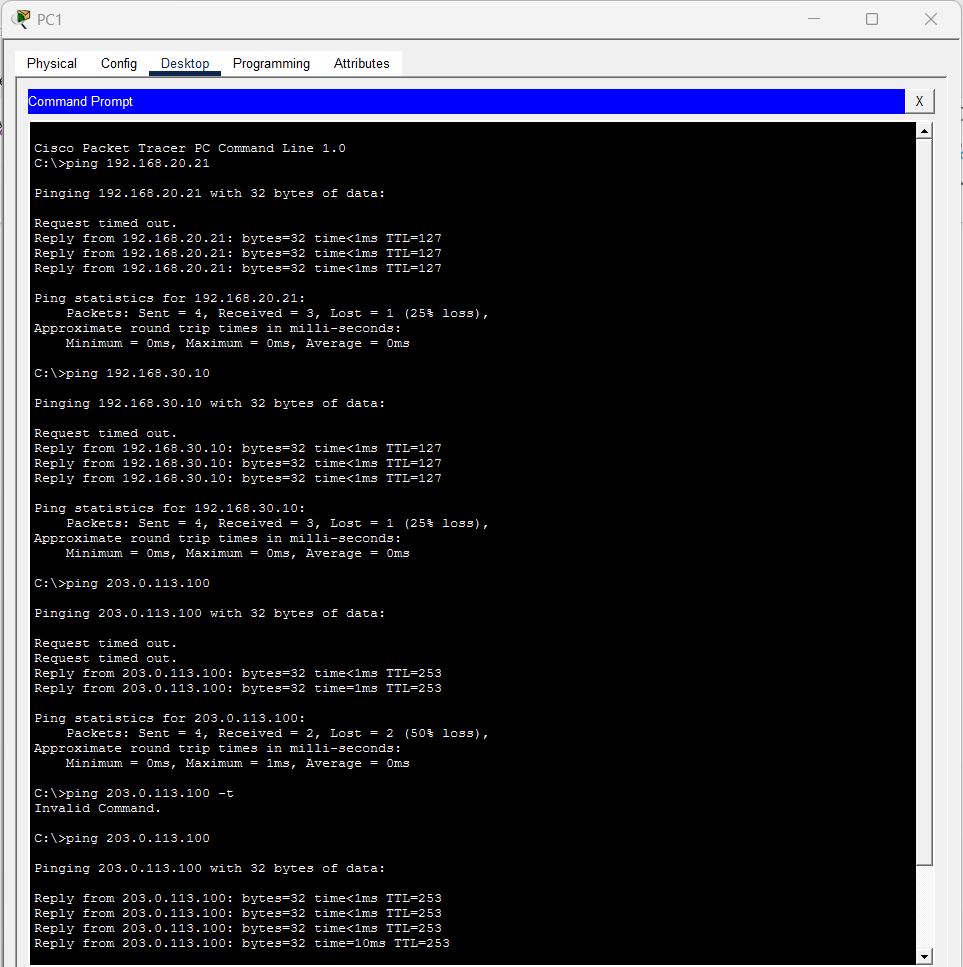 PC1
Physical Config Desktop Programming Attributes
Command Prompt X
Cisco Packet Tracer PC Command Line 1.0
C:\>ping 192.168.20.21
Pinging 192.168.20.21 with 32 bytes of data:
Request timed out.
Reply from 192.168.20.21: bytes=32 time<1ms TTL=127
Reply from 192.168.20.21: bytes=32 time<1ms TTL=127
Reply from 192.168.20.21: bytes=32 time<1ms TTL=127
Ping statistics for 192.168.20.21:
Packets: Sent = 4, Received = 3, Lost = 1 (25% loss),
Approximate round trip times in milli-seconds:
Minimum = 0ms, Maximum = 0ms, Average = 0ms
C:\>ping 192.168.30.10
Pinging 192.168.30.10 with 32 bytes of data:
Request timed out.
Reply from 192.168.30.10: bytes=32 time<1ms TTL=127
Reply from 192.168.30.10: bytes=32 time<1ms TTL=127
Reply from 192.168.30.10: bytes=32 time<1ms TTL=127
Ping statistics for 192.168.30.10:
Packets: Sent = 4, Received = 3, Lost = 1 (25% loss),
Approximate round trip times in milli-seconds:
Minimum = 0ms, Maximum = 0ms, Average = 0ms
C:\>ping 203.0.113.100
Pinging 203.0.113.100 with 32 bytes of data:
Request timed out.
Request timed out.
Reply from 203.0.113.100: bytes=32 time<1ms TTL=253
Reply from 203.0.113.100: bytes=32 time=1ms TTL=253
Ping statistics for 203.0.113.100:
Packets: Sent = 4, Received = 2, Lost = 2 (50% loss),
Approximate round trip times in milli-seconds:
Minimum = 0ms, Maximum = 1ms, Average = 0ms
C:\>ping 203.0.113.100 -t
Invalid Command.
C:\>ping 203.0.113.100
Pinging 203.0.113.100 with 32 bytes of data:
Reply from 203.0.113.100: bytes=32 time<1ms TTL=253
Reply from 203.0.113.100: bytes=32 time<1ms TTL=253
Reply from 203.0.113.100: bytes=32 time<1ms TTL=253
Reply from 203.0.113.100: bytes=32 time=10ms TTL=253